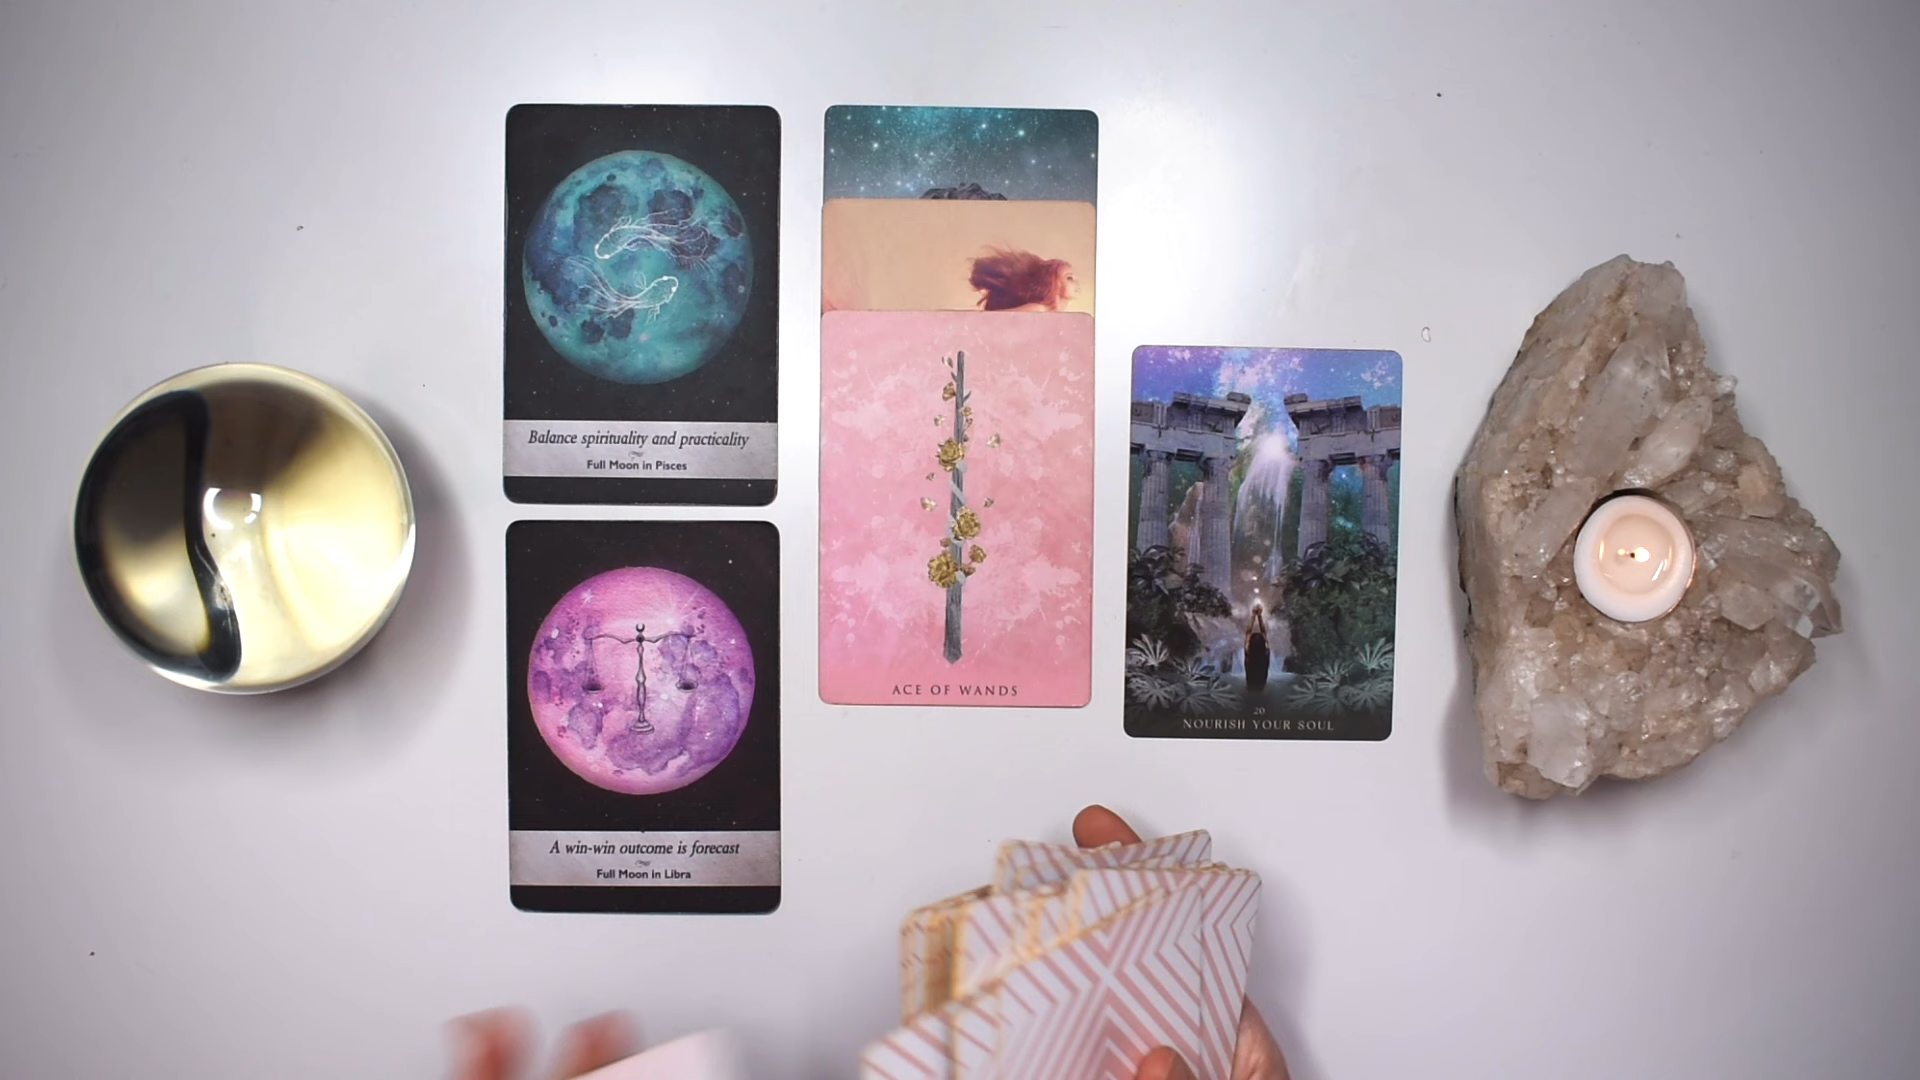 Balance spirituality and practicality
Full Moon in Pisces
A win-win outcome is forecast
Full Moon in Libra
ACE OF WANDS
20
NOURISH YOUR SOUL